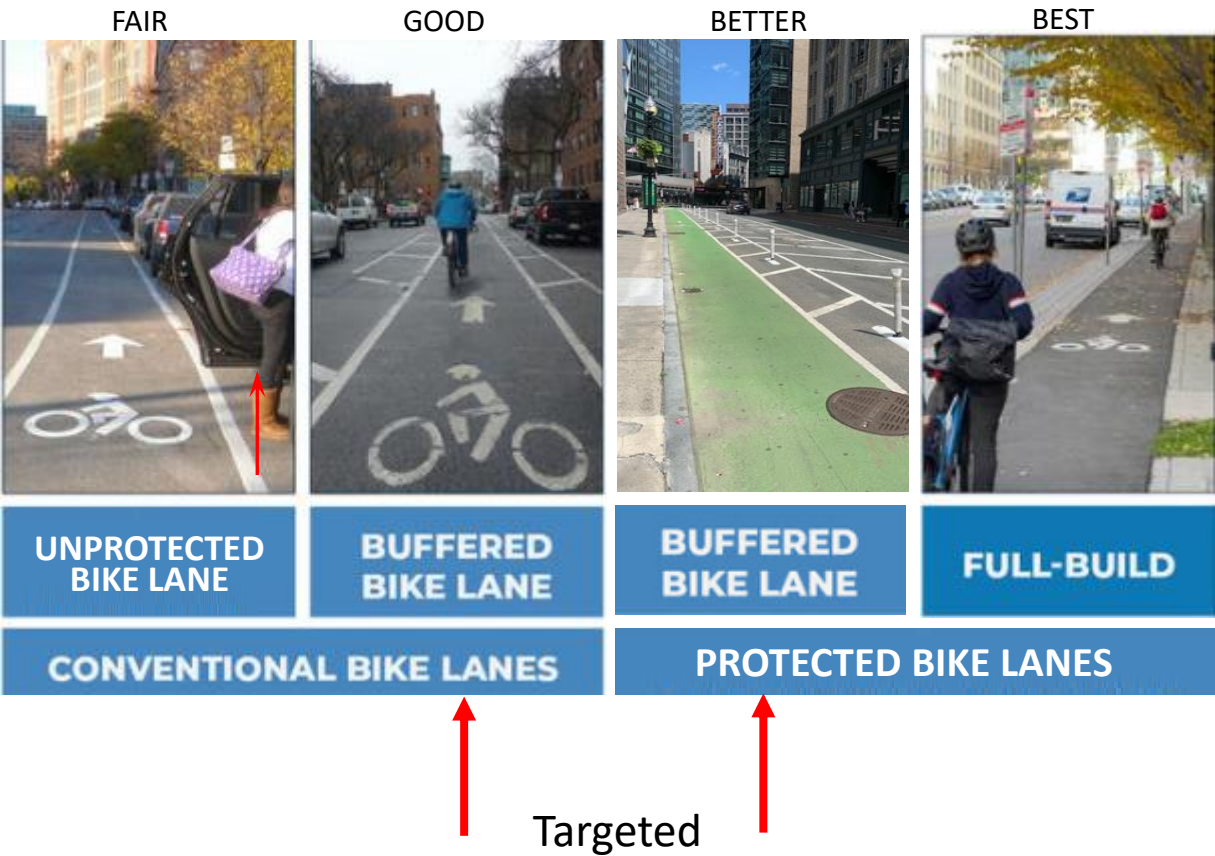 FAIR
GOOD
BETTER
BEST
UNPROTECTED
BIKE LANE
BUFFERED
BIKE LANE
BUFFERED
BIKE LANE
FULL-BUILD
CONVENTIONAL BIKE LANES
PROTECTED BIKE LANES
Targeted